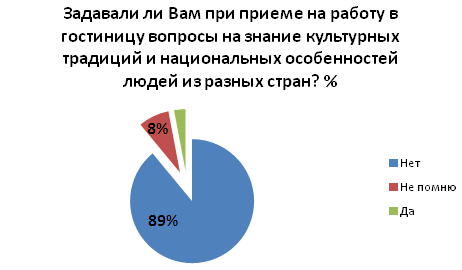 Задавали ли Вам при приеме на работу в
гостиницу вопросы на знание культурных
традиций и национальных особенностей
людей из разных стран? %
8%
89%
Нет
Не помню
Да